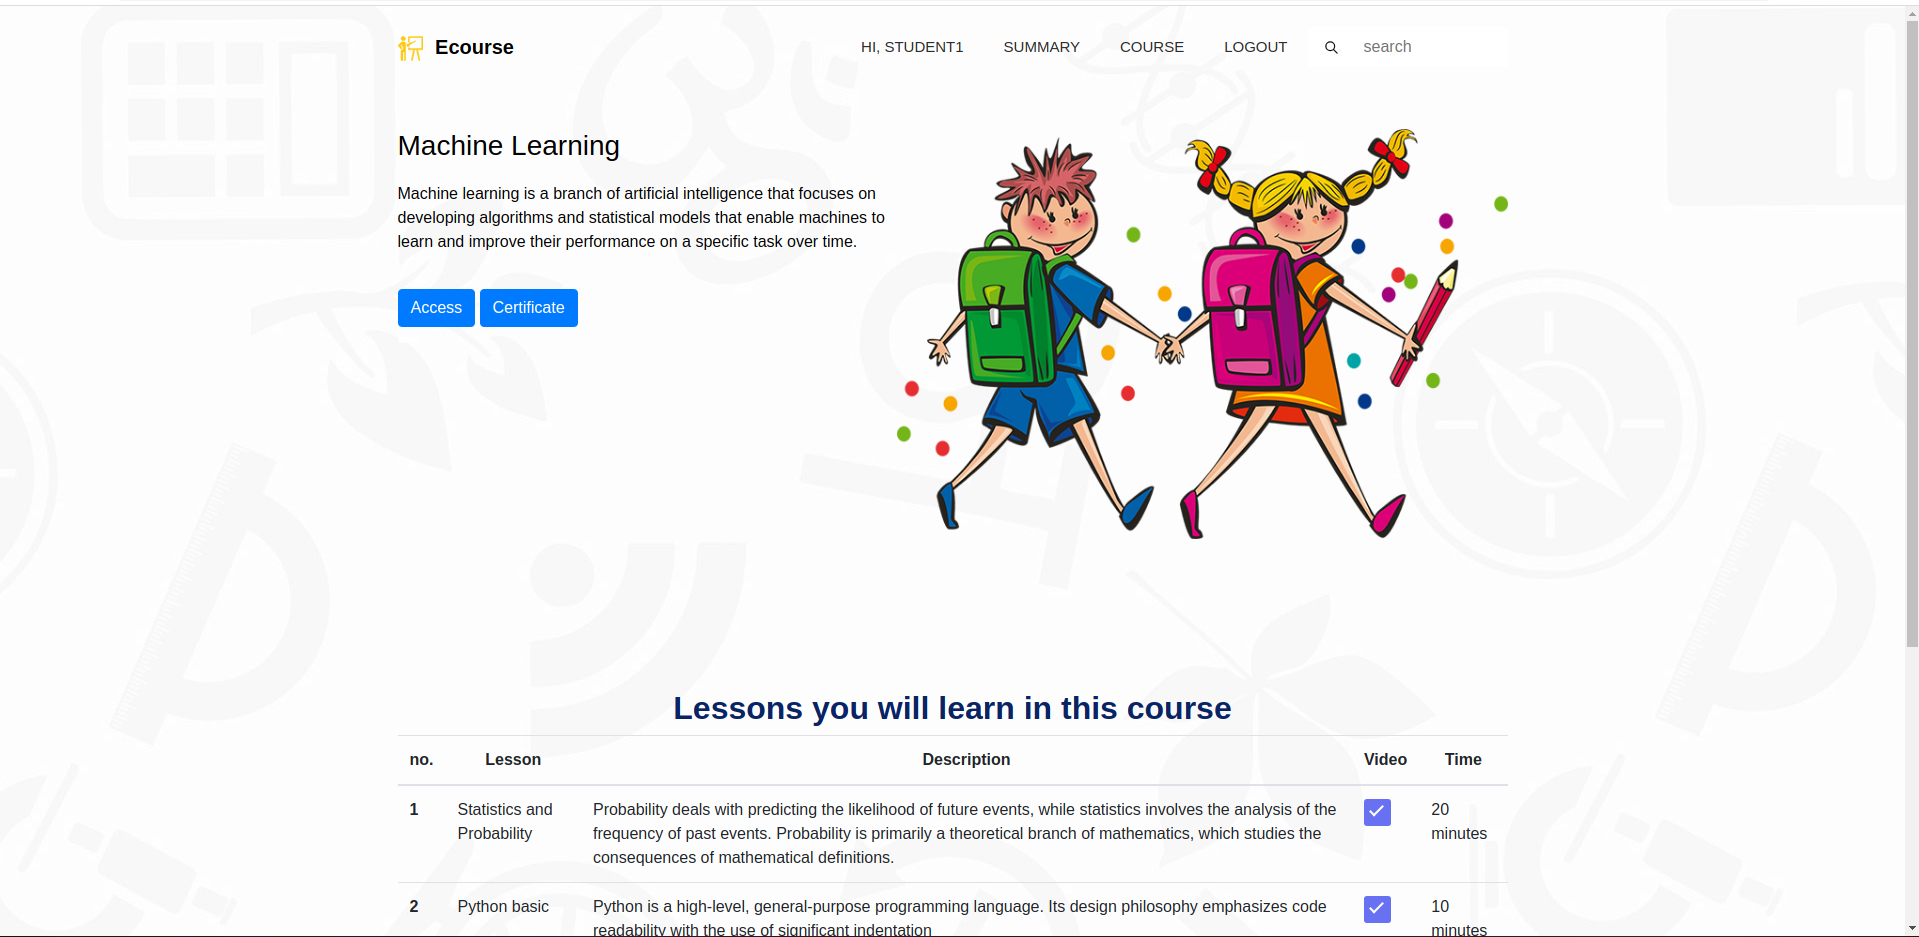 Ecourse
HI, STUDENT1
SUMMARY
COURSE
LOGOUT
search
Machine Learning
Machine learning is a branch of artificial intelligence that focuses on
developing algorithms and statistical models that enable machines to
learn and improve their performance on a specific task over time.
Access
Certificate
Lessons you will learn in this course
no. Lesson Description Video Time
1 Statistics and Probability deals with predicting the likelihood of future events, while statistics involves the analysis of the 20
Probability frequency of past events. Probability is primarily a theoretical branch of mathematics, which studies the minutes
consequences of mathematical definitions.
2 Python basic Python is a high-level, general-purpose programming language. Its design philosophy emphasizes code 10
readability with the use of significant indentation minutes